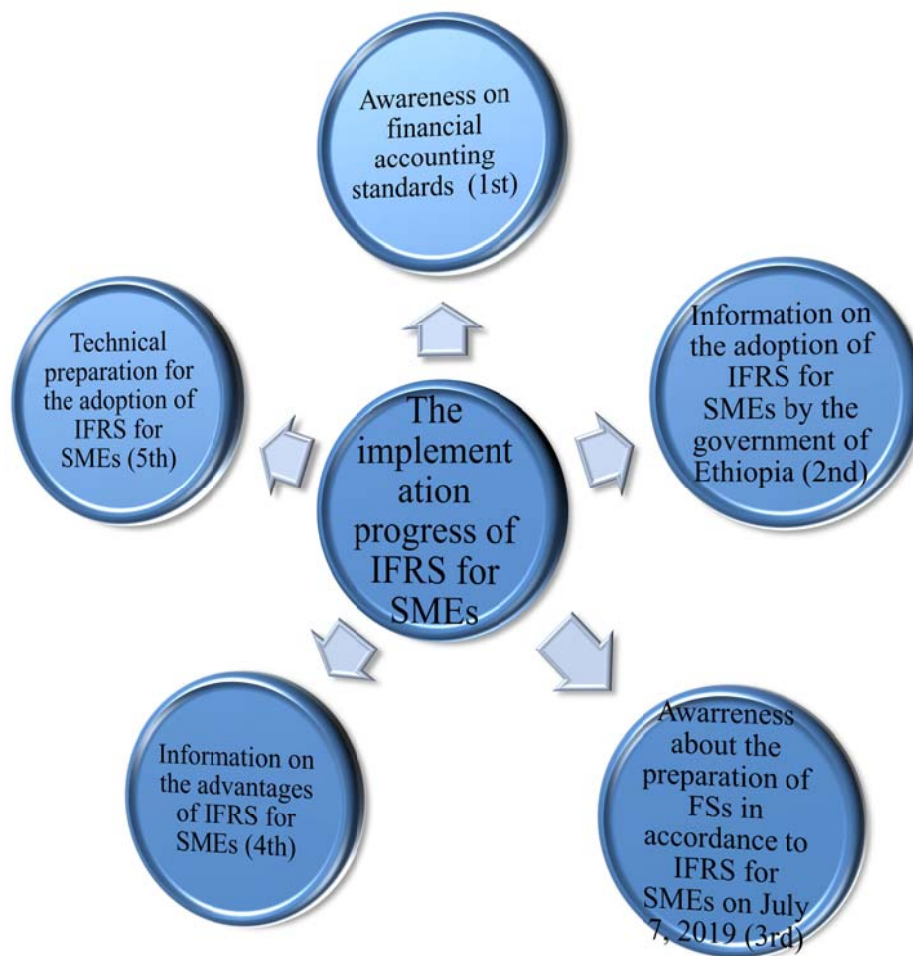 Awareness on
financial
accounting
standards (1st)
Information on
the adoption of
IFRS for
SMEs by the
government of
Ethiopia (2nd)
Technical
preparation for
the adoption of
IFRS for
SMEs (5th)
The
implement
ation
progress of
IFRS for
SMEs
Information on
the advantages
of IFRS for
SMEs (4th)
Awarreness
about the
preparation of
FSs in
accordance to
IFRS for
SMEs on July
7, 2019 (3rd)